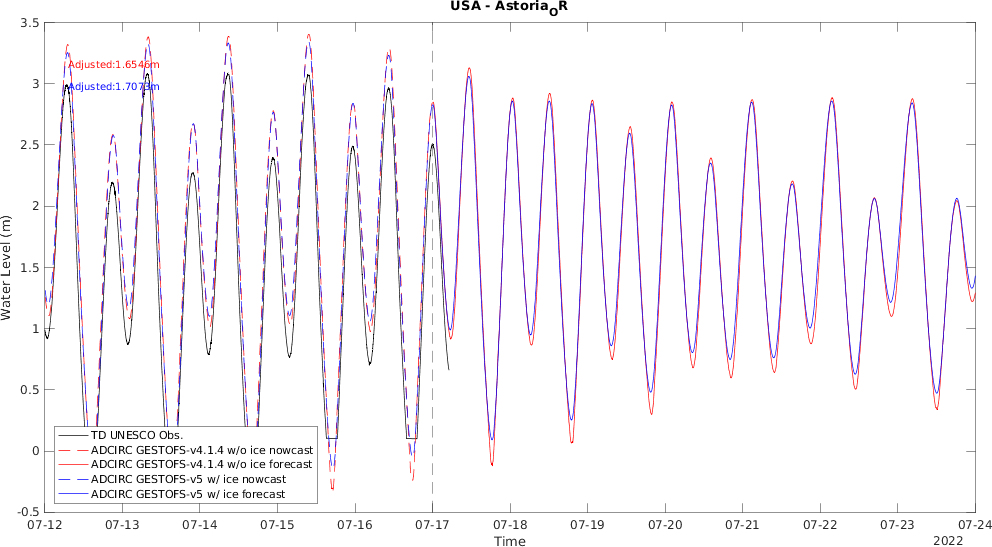 USA - AstoriaOR
3.5
3
2.5
2
1.5
1
0.5
0
-0.5
Water Level (m)
Adjusted:1.6546m
Adjusted:1.7073m
TD UNESCO Obs.
ADCIRC GESTOFS-v4.1.4 w/o ice nowcast
ADCIRC GESTOFS-v4.1.4 w/o ice forecast
ADCIRC GESTOFS-v5 w/ ice nowcast
ADCIRC GESTOFS-v5 w/ ice forecast
07-12 07-13 07-14 07-15 07-16 07-17 07-18 07-19 07-20 07-21 07-22 07-23 07-24
Time
2022